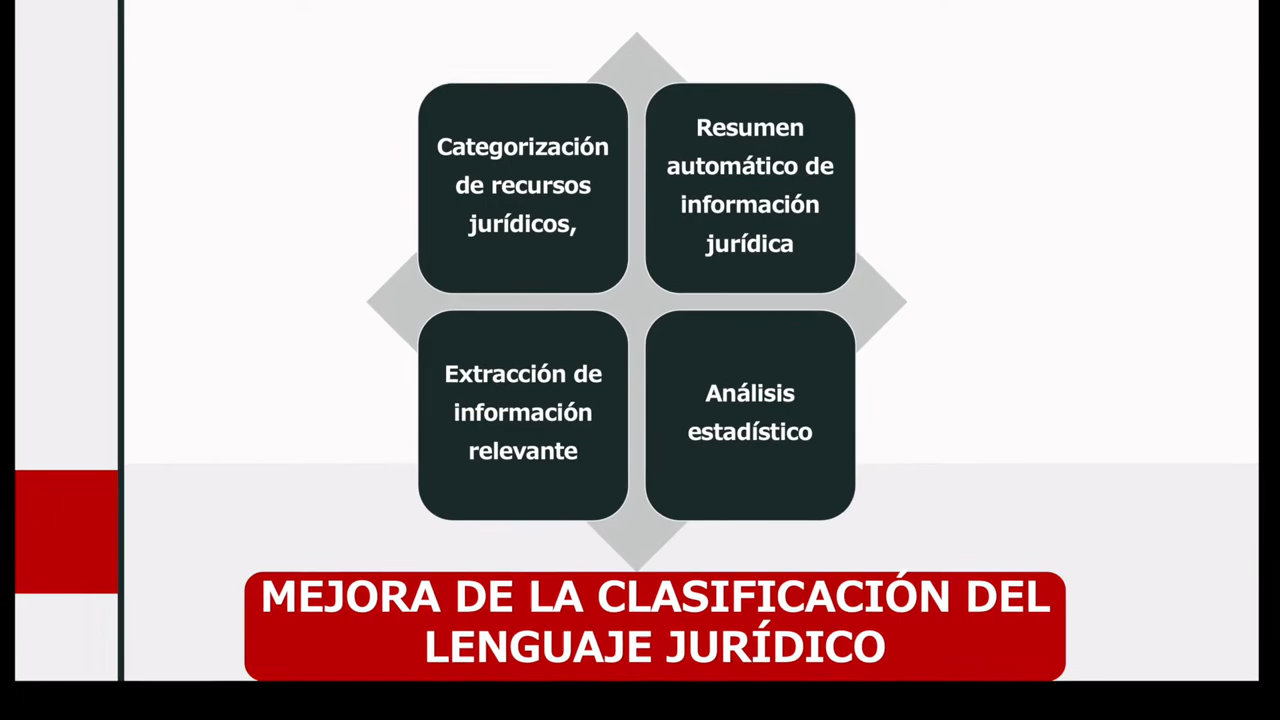 Categorización
de recursos
jurídicos,
Resumen
automático de
información
jurídica
Extracción de
información
relevante
Análisis
estadístico
MEJORA DE LA CLASIFICACIÓN DEL
LENGUAJE JURÍDICO